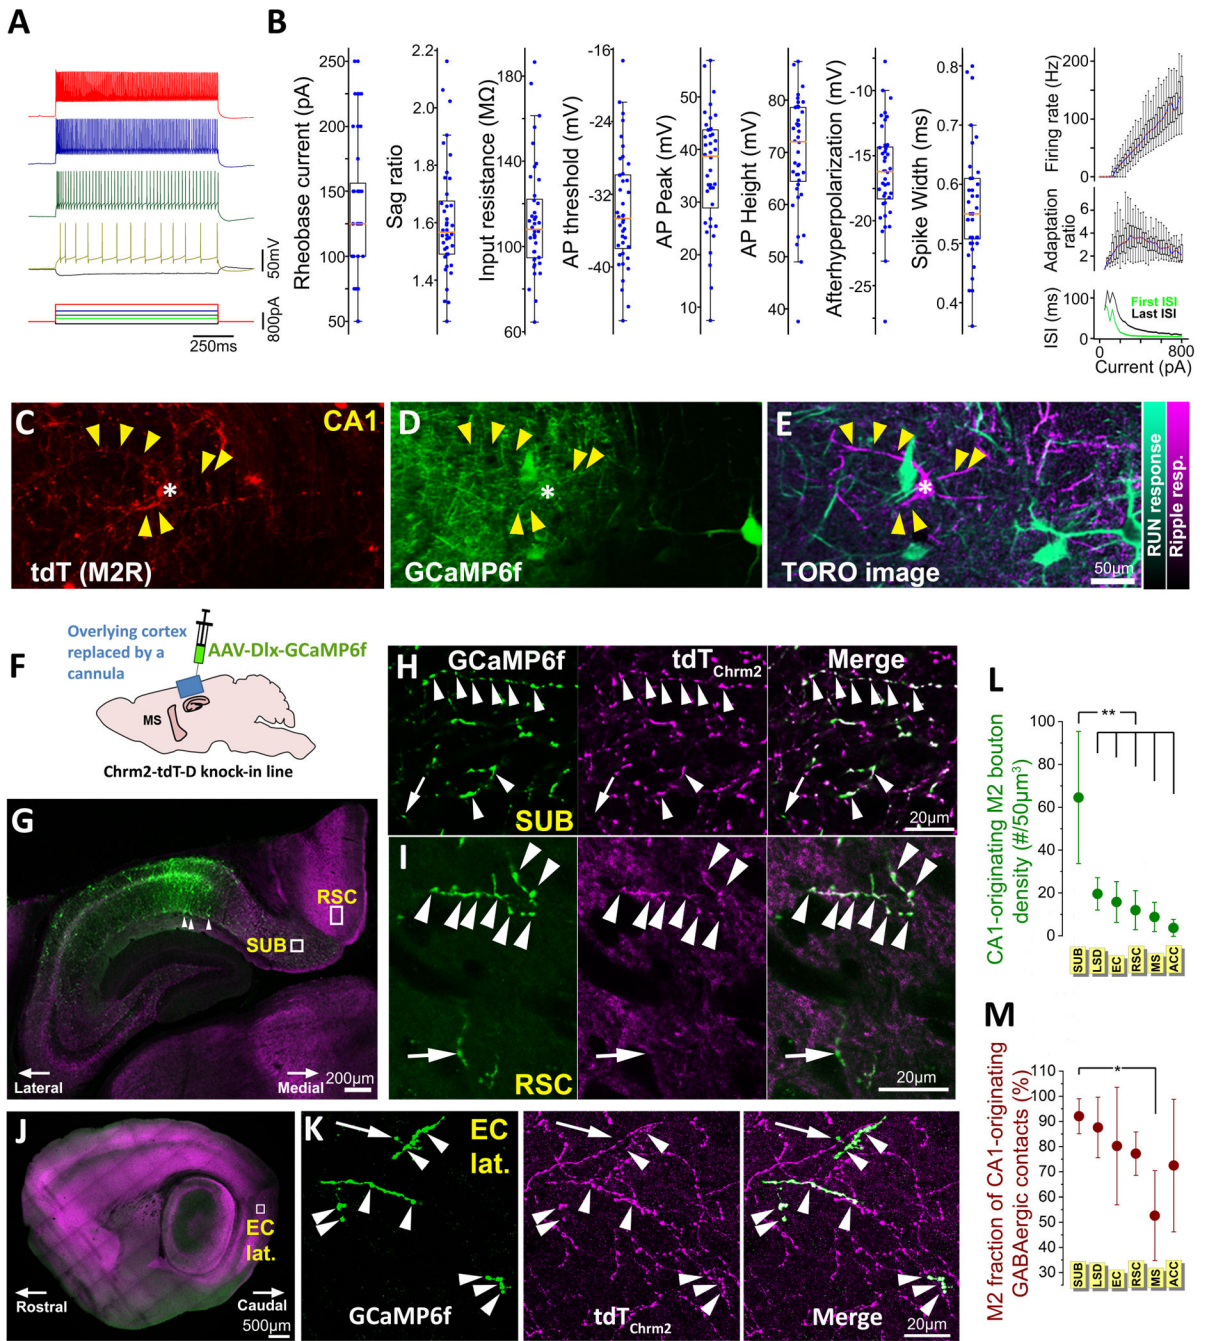 A
50mV
800pA
250ms
B
Rheobase current (pA)
250
200
150
100
50
Sag ratio
2.2
2.0
1.8
1.6
1.4
Input resistance (MΩ)
180
140
100
60
AP threshold (mV)
-16
-24
-32
-40
AP Peak (mV)
50
40
30
20
10
AP Height (mV)
80
70
60
50
40
Afterhyperpolarization (mV)
-10
-15
-20
-25
Spike Width (ms)
0.8
0.7
0.6
0.5
0.4
Firing rate (Hz)
200
100
0
Adaptation
ratio
6
4
2
ISI (ms)
100
0
First ISI
Last ISI
0
800
Current (pA)
C
CA1
*
tdT (M2R)
D
*
GCaMP6f
E
*
TORO image
50µm
RUN response
Ripple resp.
F
Overlying cortex
replaced by a
cannula
AAV-Dlx-GCaMP6f
MS
Chrm2-tdT-D knock-in line
G
RSC
SUB
Lateral
Medial
200µm
H
GCaMP6f
tdT Chrm2
Merge
SUB
20µm
I
RSC
20µm
J
EC
lat.
Rostral
Caudal
500µm
K
EC
lat.
GCaMP6f
tdT Chrm2
Merge
20µm
L
CA1-originating M2 bouton
density (#/50µm³)
100
80
60
40
20
0
**
SUB
LSD
EC
RSC
MS
ACC
M
M2 fraction of CA1-originating
GABAergic contacts (%)
110
100
90
80
70
60
50
40
30
*
SUB
LSD
EC
RSC
MS
ACC